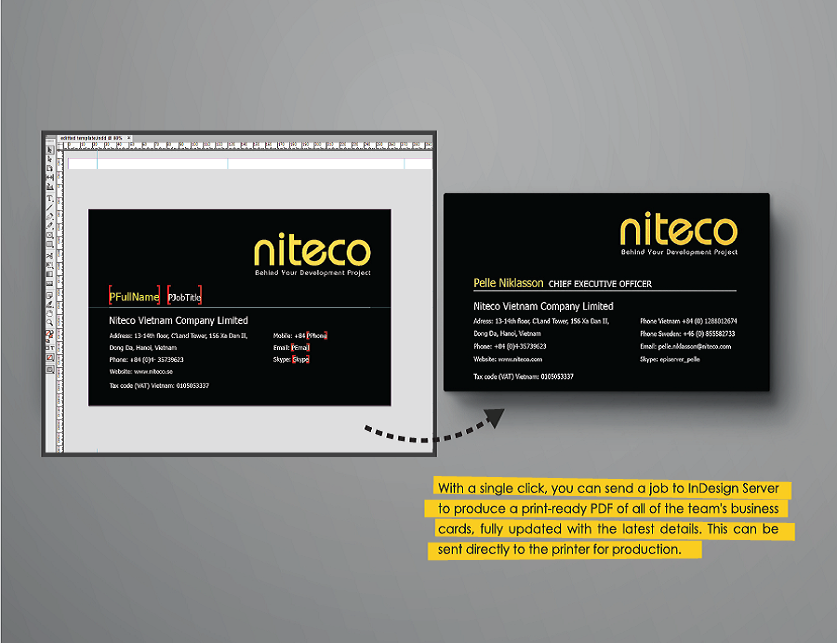 edited template.indd @ 80%
niteco
Behind Your Development Project
PFullName PJobTitle
Niteco Vietnam Company Limited
Address: 13-14th floor, C'Land Tower, 156 Xa Dan II,
Dong Da, Hanoi, Vietnam
Phone: +84 (0)4- 35739623
Website: www.niteco.se
Tax code (VAT) Vietnam: 0105053337
Mobile: +84 PPhone
Email: PEmail
Skype: Skype
niteco
Behind Your Development Project
Pelle Niklasson CHIEF EXECUTIVE OFFICER
Niteco Vietnam Company Limited
Adress: 13-14th floor, C'Land Tower, 156 Xa Dan II,
Dong Da, Hanoi, Vietnam
Phone: +84 (0)4-35739623
Website: www.niteco.com
Tax code (VAT) Vietnam: 0105053337
Phone Vietnam +84 (0) 1288012674
Phone Sweden: +46 (0) 855582733
Email: pelle.niklasson@niteco.com
Skype: episerver_pelle
With a single click, you can send a job to InDesign Server
to produce a print-ready PDF of all of the team's business
cards, fully updated with the latest details. This can be
sent directly to the printer for production.